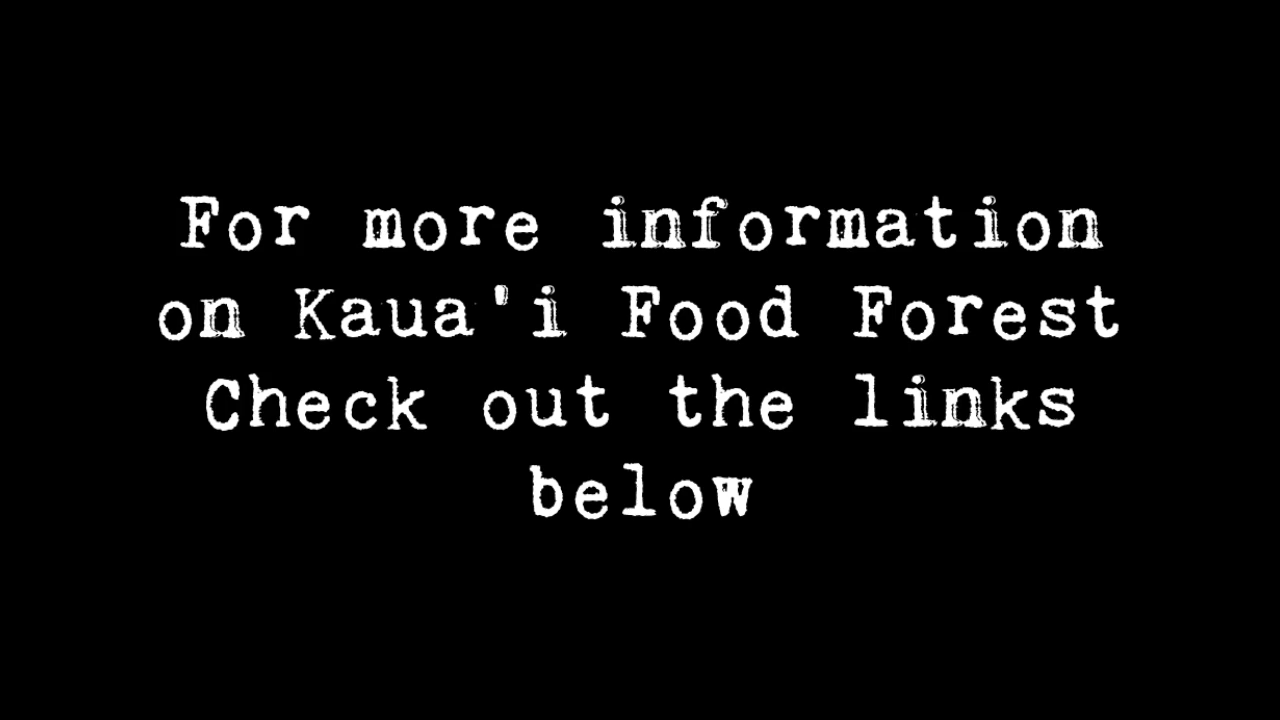 For more information
on Kaua'i Food Forest
Check out the links
below